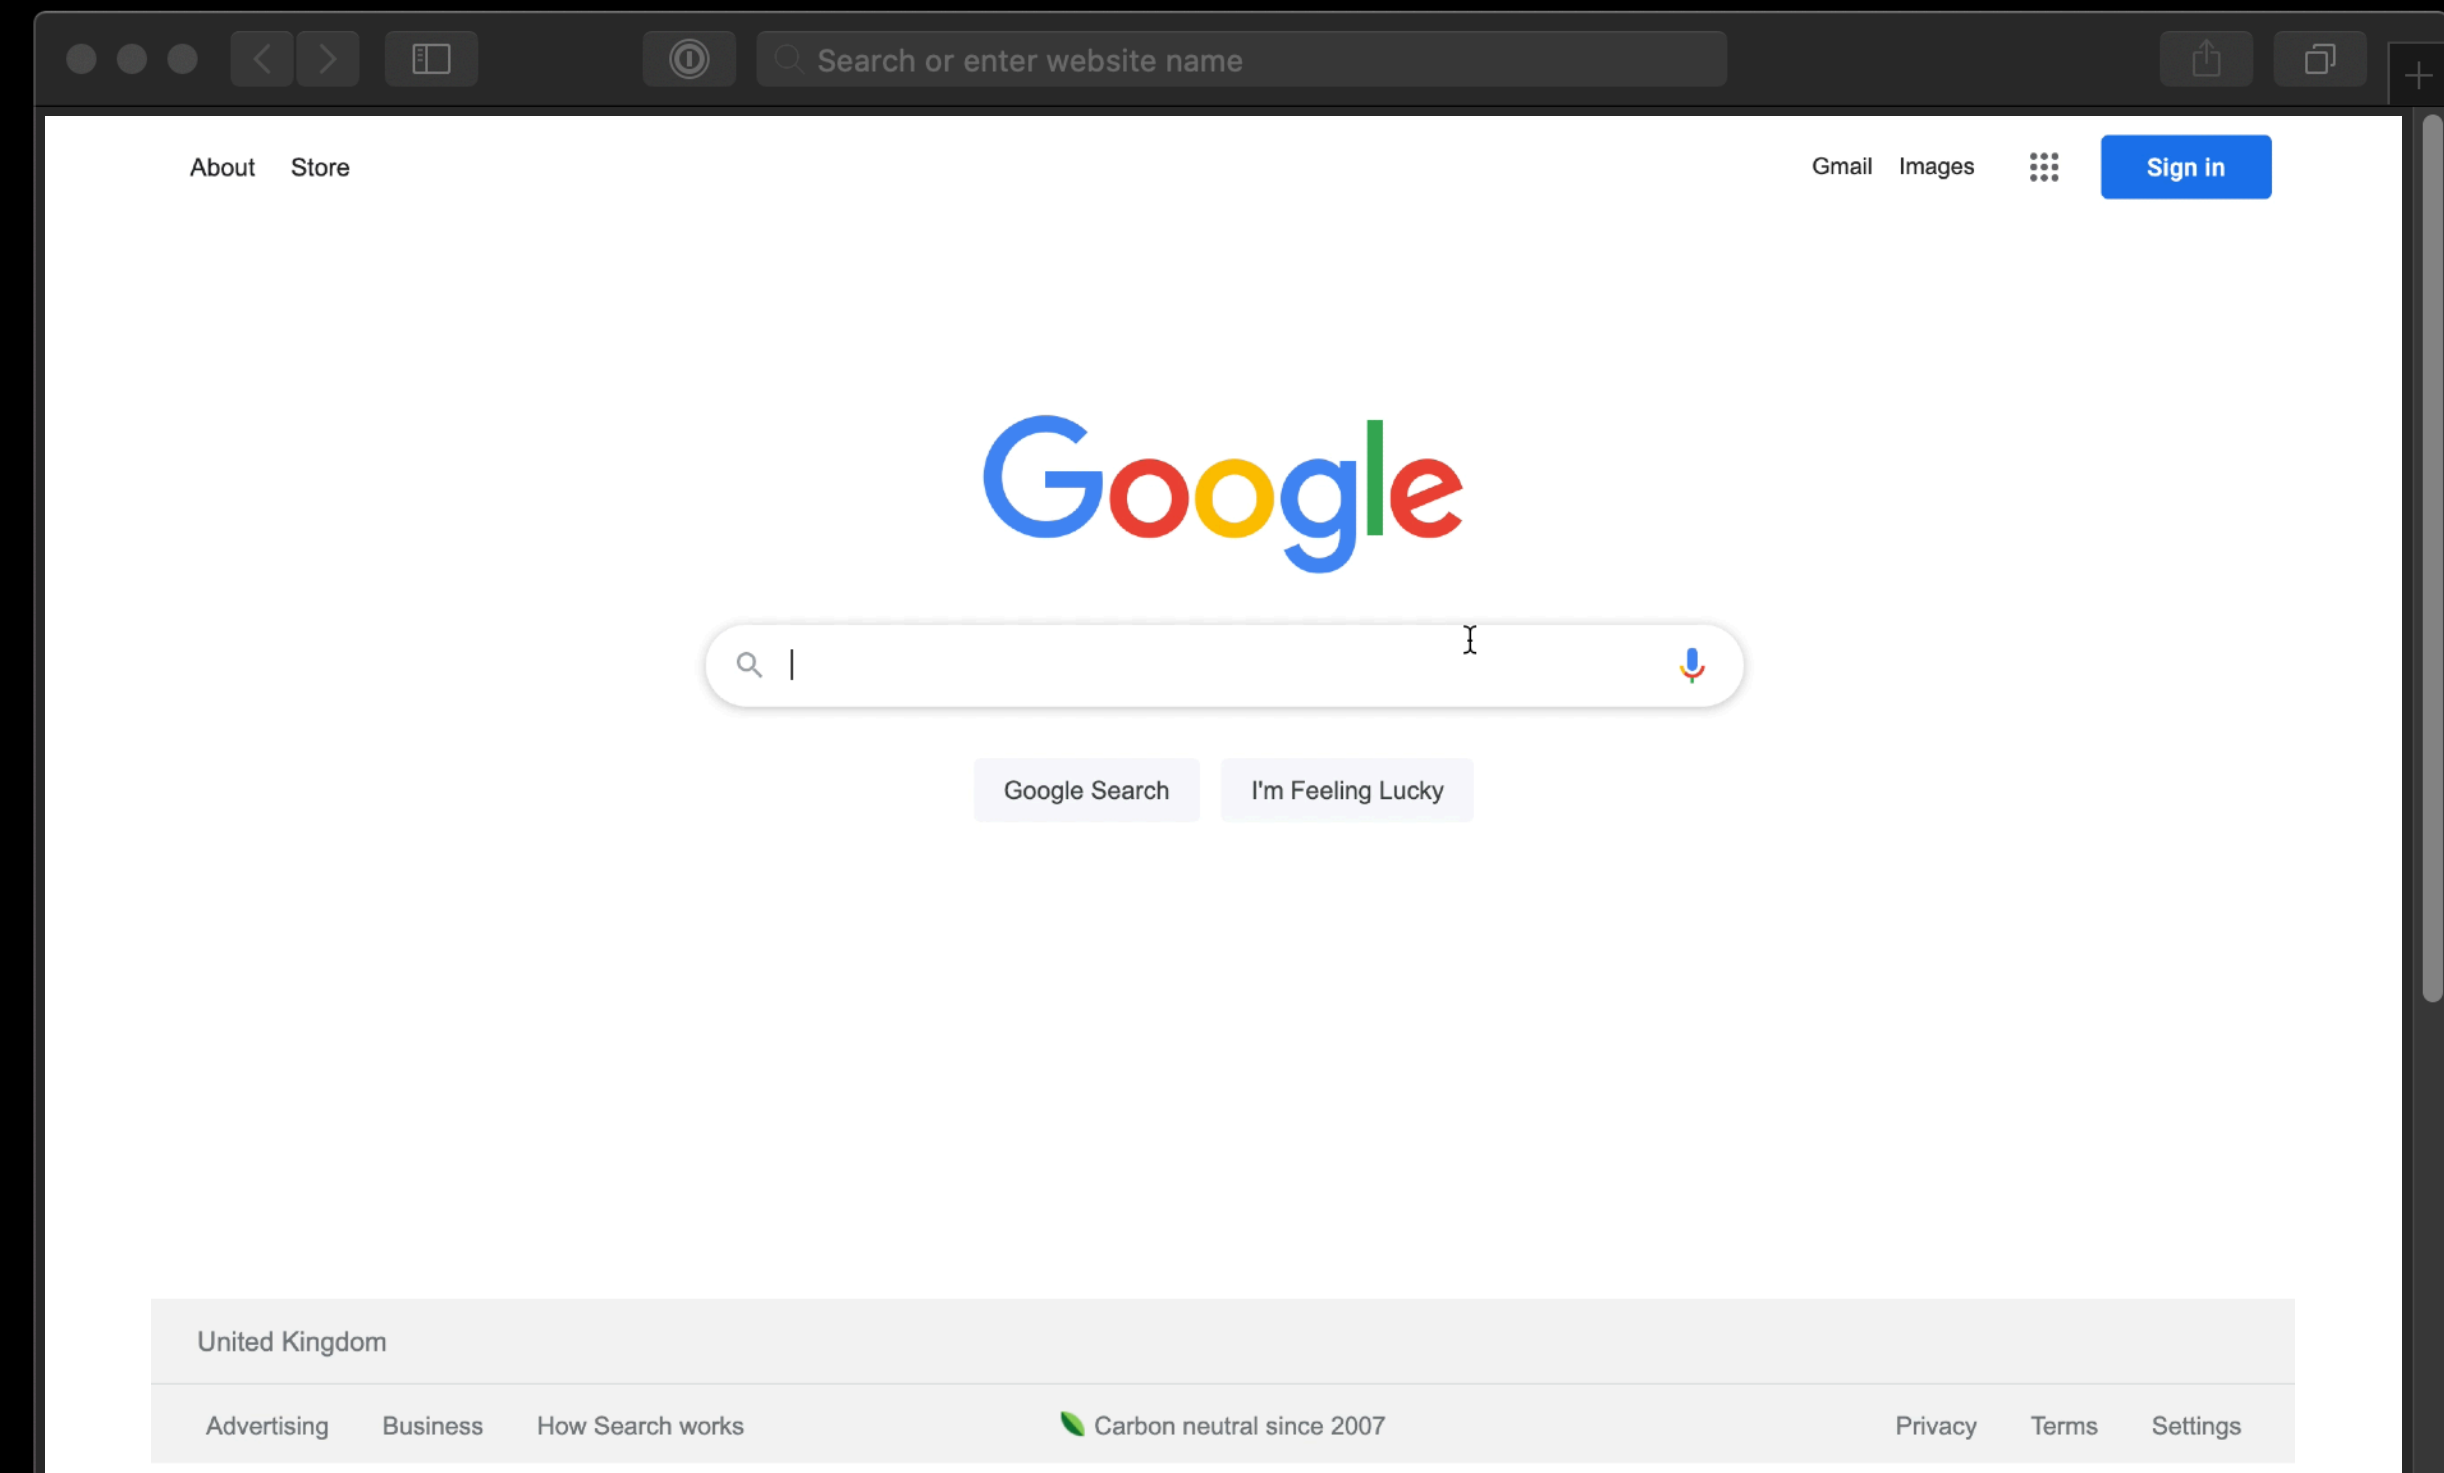 Search or enter website name
About Store Gmail Images Sign in
Google
Google Search I'm Feeling Lucky
United Kingdom
Advertising Business How Search works Carbon neutral since 2007 Privacy Terms Settings